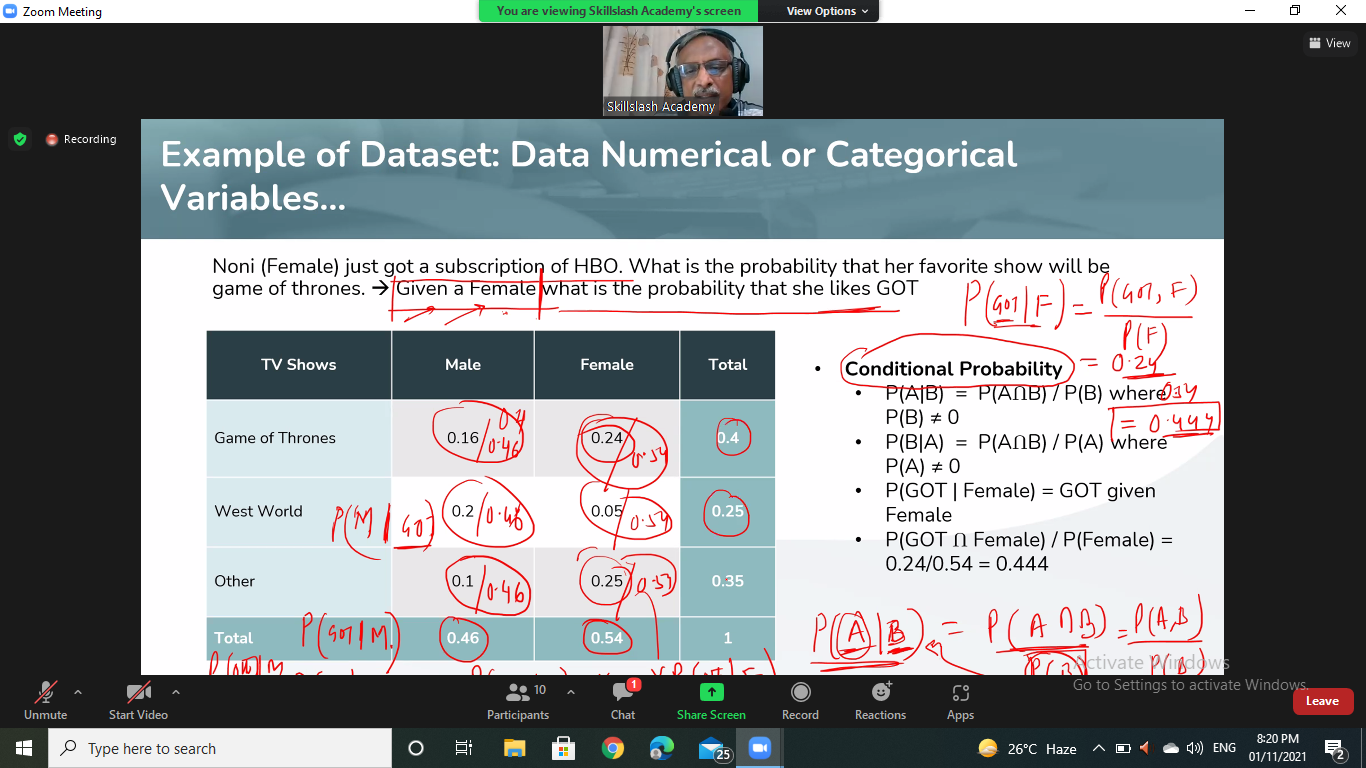 Zoom Meeting
You are viewing Skillslash Academy's screen
View Options
View
Skillslash Academy
Recording
Example of Dataset: Data Numerical or Categorical
Variables...
Noni (Female) just got a subscription of HBO. What is the probability that her favorite show will be
game of thrones. → Given a Female what is the probability that she likes GOT
P(GOT|F) = P(GOT, F)
P(F)
= 0.24
= 0.444
TV Shows Male Female Total
Game of Thrones 0.16 / 0.46 0.24 / 0.54 0.4
West World 0.2 / 0.46 0.05 / 0.54 0.25
Other 0.1 / 0.46 0.25 / 0.53 0.35
Total 0.46 0.54 1
P(M | GOT)
P(GOT|M)
P(GOT|M
• Conditional Probability
• P(A|B) = P(A∩B) / P(B) where
P(B) ≠ 0
• P(B|A) = P(A∩B) / P(A) where
P(A) ≠ 0
• P(GOT | Female) = GOT given
Female
• P(GOT ∩ Female) / P(Female) =
0.24/0.54 = 0.444
P(A|B) = P(A∩B) = P(A,B)
P(B) P(B)
Activate Windows
Go to Settings to activate Windows.
Unmute
Start Video
10
Participants
1
Chat
Share Screen
Record
Reactions
Apps
Leave
Type here to search
25
26°C Haze
ENG
8:20 PM
01/11/2021
2